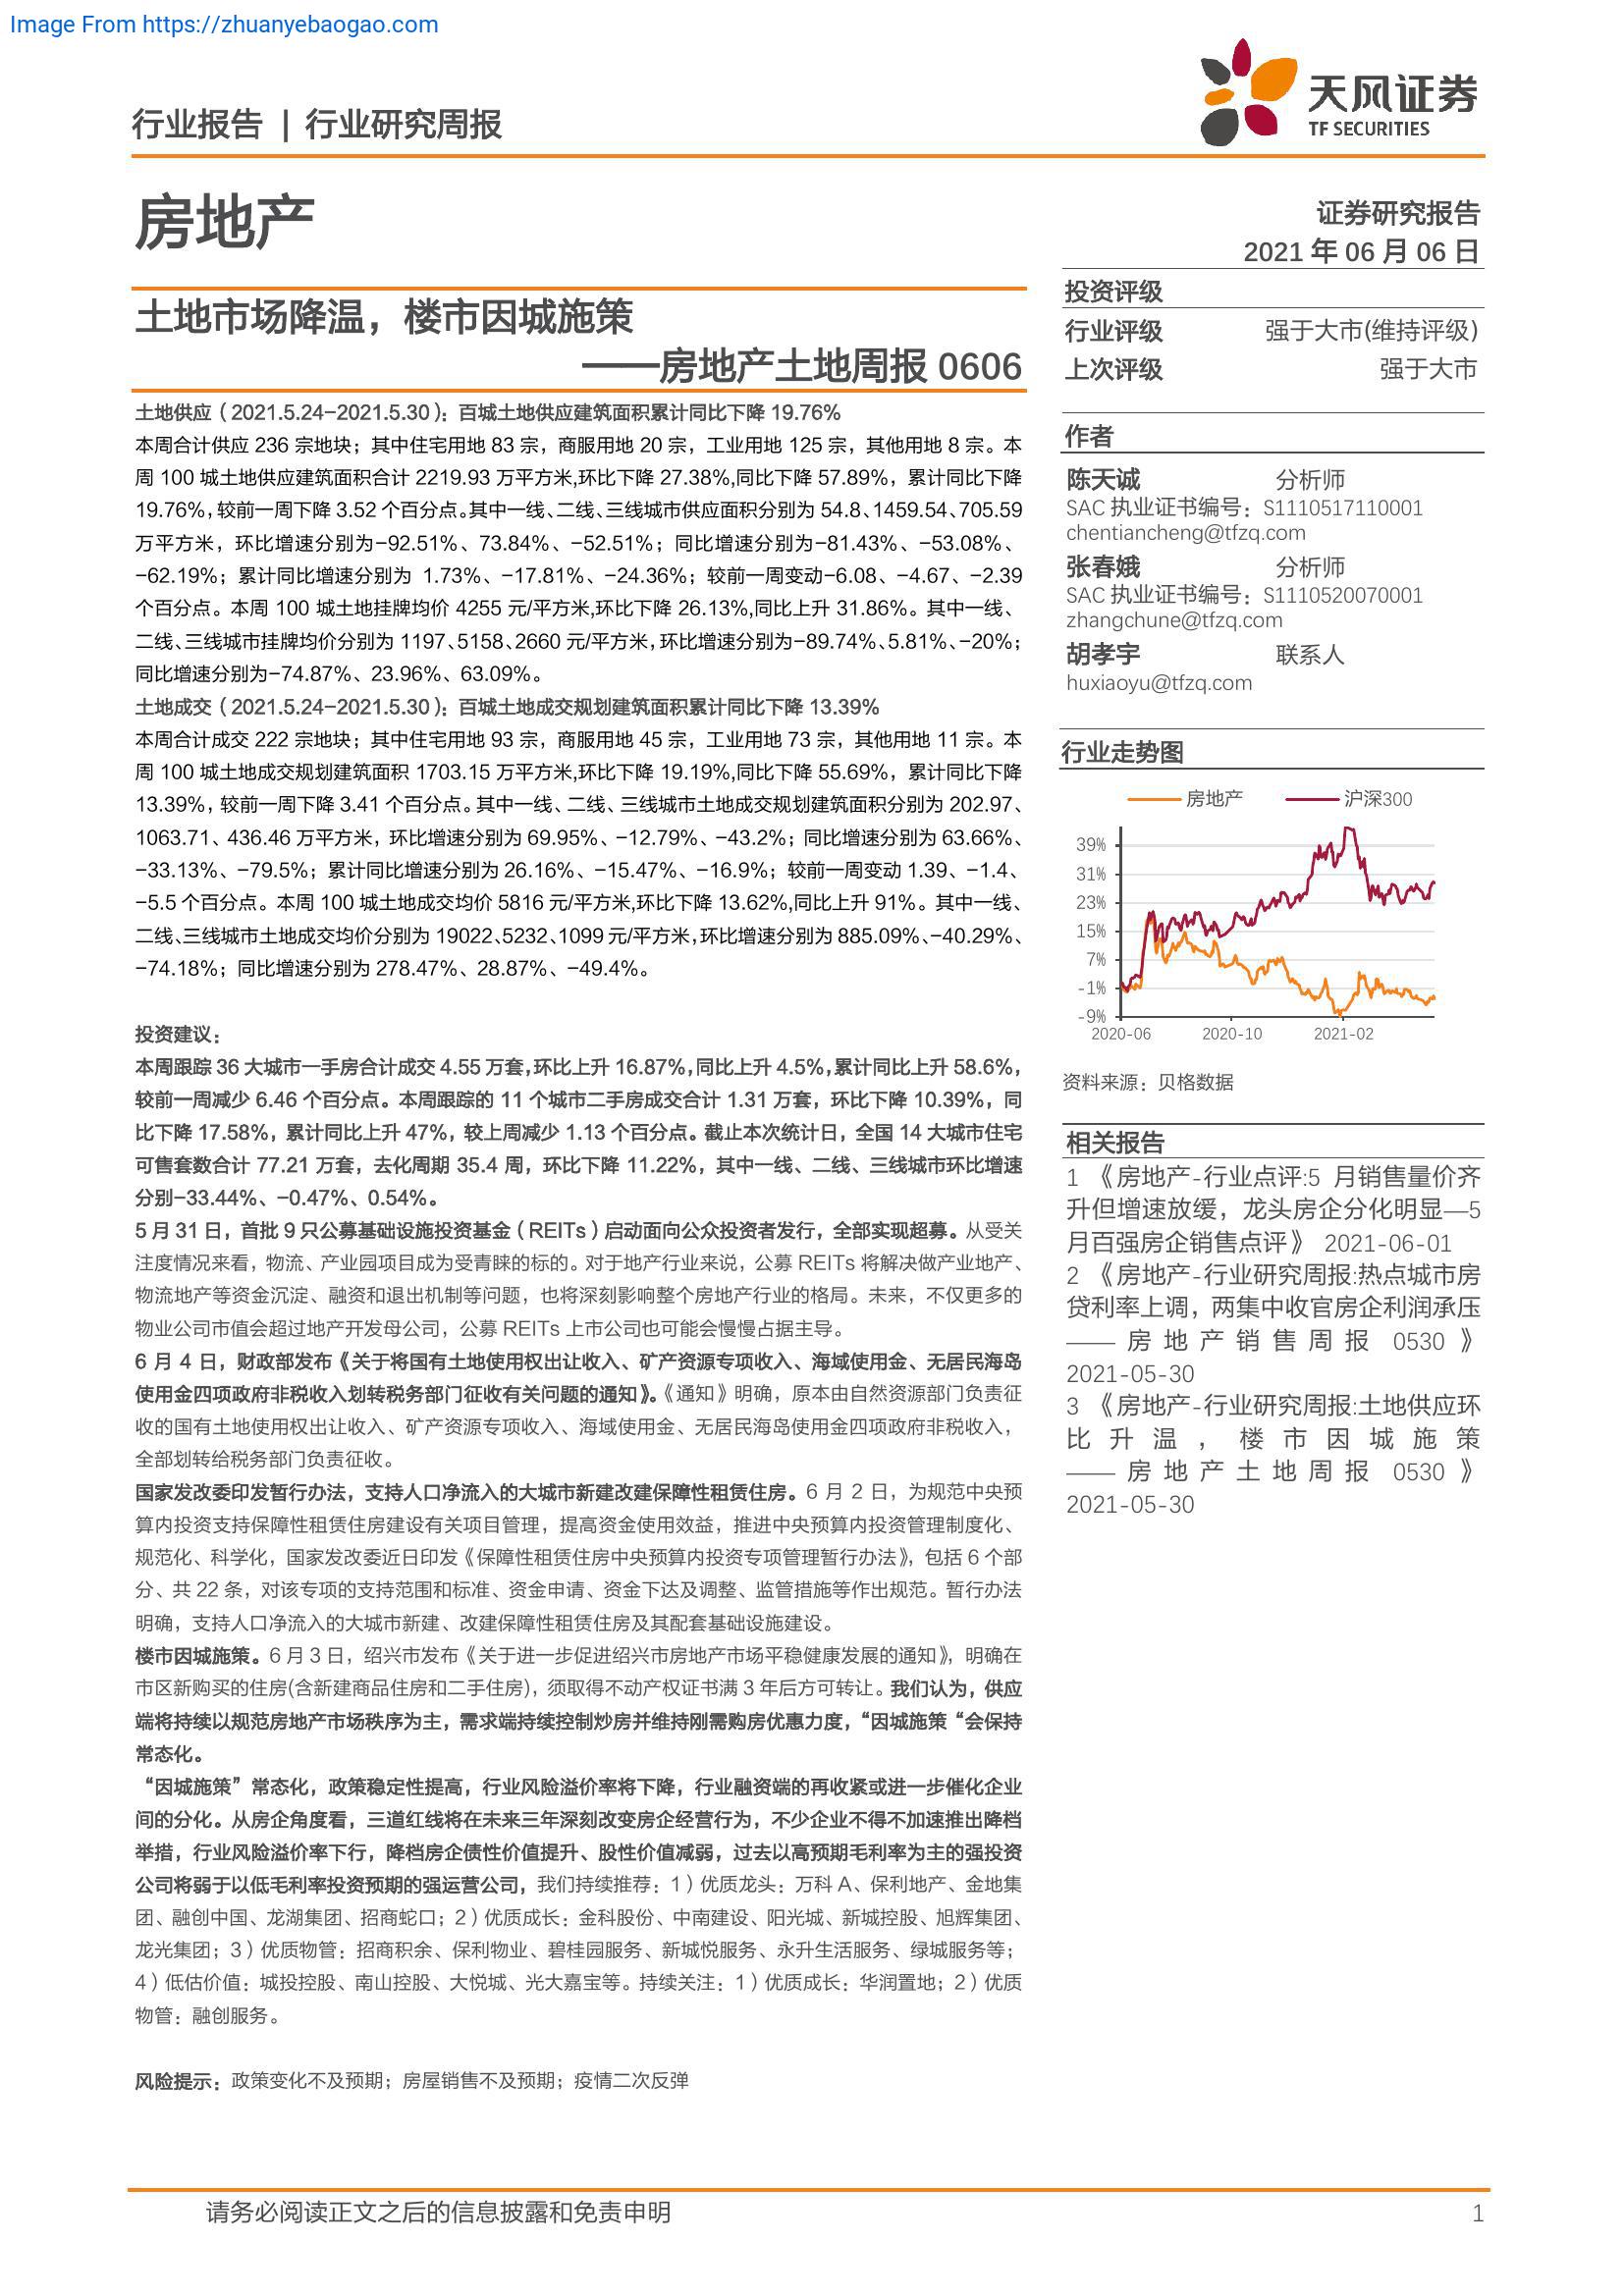 Image From https://zhuanyebaogao.com
行业报告 | 行业研究周报
天风证券
TF SECURITIES
房地产
证券研究报告
2021 年 06 月 06 日
土地市场降温，楼市因城施策
——房地产土地周报 0606
土地供应（2021.5.24-2021.5.30）：百城土地供应建筑面积累计同比下降 19.76%
本周合计供应 236 宗地块；其中住宅用地 83 宗，商服用地 20 宗，工业用地 125 宗，其他用地 8 宗。本
周 100 城土地供应建筑面积合计 2219.93 万平方米,环比下降 27.38%,同比下降 57.89%，累计同比下降
19.76%，较前一周下降 3.52 个百分点。其中一线、二线、三线城市供应面积分别为 54.8、1459.54、705.59
万平方米，环比增速分别为-92.51%、73.84%、-52.51%；同比增速分别为-81.43%、-53.08%、
-62.19%；累计同比增速分别为 1.73%、-17.81%、-24.36%；较前一周变动-6.08、-4.67、-2.39
个百分点。本周 100 城土地挂牌均价 4255 元/平方米,环比下降 26.13%,同比上升 31.86%。其中一线、
二线、三线城市挂牌均价分别为 1197、5158、2660 元/平方米，环比增速分别为-89.74%、5.81%、-20%；
同比增速分别为-74.87%、23.96%、63.09%。
土地成交（2021.5.24-2021.5.30）：百城土地成交规划建筑面积累计同比下降 13.39%
本周合计成交 222 宗地块；其中住宅用地 93 宗，商服用地 45 宗，工业用地 73 宗，其他用地 11 宗。本
周 100 城土地成交规划建筑面积 1703.15 万平方米,环比下降 19.19%,同比下降 55.69%，累计同比下降
13.39%，较前一周下降 3.41 个百分点。其中一线、二线、三线城市土地成交规划建筑面积分别为 202.97、
1063.71、436.46 万平方米，环比增速分别为 69.95%、-12.79%、-43.2%；同比增速分别为 63.66%、
-33.13%、-79.5%；累计同比增速分别为 26.16%、-15.47%、-16.9%；较前一周变动 1.39、-1.4、
-5.5 个百分点。本周 100 城土地成交均价 5816 元/平方米,环比下降 13.62%,同比上升 91%。其中一线、
二线、三线城市土地成交均价分别为 19022、5232、1099 元/平方米，环比增速分别为 885.09%、-40.29%、
-74.18%；同比增速分别为 278.47%、28.87%、-49.4%。
投资建议：
本周跟踪 36 大城市一手房合计成交 4.55 万套，环比上升 16.87%，同比上升 4.5%，累计同比上升 58.6%，
较前一周减少 6.46 个百分点。本周跟踪的 11 个城市二手房成交合计 1.31 万套，环比下降 10.39%，同
比下降 17.58%，累计同比上升 47%，较上周减少 1.13 个百分点。截止本次统计日，全国 14 大城市住宅
可售套数合计 77.21 万套，去化周期 35.4 周，环比下降 11.22%，其中一线、二线、三线城市环比增速
分别-33.44%、-0.47%、0.54%。
5 月 31 日，首批 9 只公募基础设施投资基金（REITs）启动面向公众投资者发行，全部实现超募。从受关
注度情况来看，物流、产业园项目成为受青睐的标的。对于地产行业来说，公募 REITs 将解决做产业地产、
物流地产等资金沉淀、融资和退出机制等问题，也将深刻影响整个房地产行业的格局。未来，不仅更多的
物业公司市值会超过地产开发母公司，公募 REITs 上市公司也可能会慢慢占据主导。
6 月 4 日，财政部发布《关于将国有土地使用权出让收入、矿产资源专项收入、海域使用金、无居民海岛
使用金四项政府非税收入划转税务部门征收有关问题的通知》。《通知》明确，原本由自然资源部门负责征
收的国有土地使用权出让收入、矿产资源专项收入、海域使用金、无居民海岛使用金四项政府非税收入，
全部划转给税务部门负责征收。
国家发改委印发暂行办法，支持人口净流入的大城市新建改建保障性租赁住房。6 月 2 日，为规范中央预
算内投资支持保障性租赁住房建设有关项目管理，提高资金使用效益，推进中央预算内投资管理制度化、
规范化、科学化，国家发改委近日印发《保障性租赁住房中央预算内投资专项管理暂行办法》，包括 6 个部
分、共 22 条，对该专项的支持范围和标准、资金申请、资金下达及调整、监管措施等作出规范。暂行办法
明确，支持人口净流入的大城市新建、改建保障性租赁住房及其配套基础设施建设。
楼市因城施策。6 月 3 日，绍兴市发布《关于进一步促进绍兴市房地产市场平稳健康发展的通知》，明确在
市区新购买的住房(含新建商品住房和二手住房)，须取得不动产权证书满 3 年后方可转让。我们认为，供应
端将持续以规范房地产市场秩序为主，需求端持续控制炒房并维持刚需购房优惠力度，“因城施策 “会保持
常态化。
“因城施策”常态化，政策稳定性提高，行业风险溢价率将下降，行业融资端的再收紧或进一步催化企业
间的分化。从房企角度看，三道红线将在未来三年深刻改变房企经营行为，不少企业不得不加速推出降档
举措，行业风险溢价率下行，降档房企债性价值提升、股性价值减弱，过去以高预期毛利率为主的强投资
公司将弱于以低毛利率投资预期的强运营公司，我们持续推荐：1）优质龙头：万科 A、保利地产、金地集
团、融创中国、龙湖集团、招商蛇口；2）优质成长：金科股份、中南建设、阳光城、新城控股、旭辉集团、
龙光集团；3）优质物管：招商积余、保利物业、碧桂园服务、新城悦服务、永升生活服务、绿城服务等；
4）低估价值：城投控股、南山控股、大悦城、光大嘉宝等。持续关注：1）优质成长：华润置地；2）优质
物管：融创服务。
风险提示：政策变化不及预期；房屋销售不及预期；疫情二次反弹
投资评级
行业评级 强于大市(维持评级)
上次评级 强于大市
作者
陈天诚 分析师
SAC 执业证书编号：S1110517110001
chentiancheng@tfzq.com
张春娥 分析师
SAC 执业证书编号：S1110520070001
zhangchune@tfzq.com
胡孝宇 联系人
huxiaoyu@tfzq.com
行业走势图
房地产 沪深300
39%
31%
23%
15%
7%
-1%
-9%
2020-06 2020-10 2021-02
资料来源：贝格数据
相关报告
1 《房地产-行业点评:5 月销售量价齐
升但增速放缓，龙头房企分化明显—5
月百强房企销售点评》 2021-06-01
2 《房地产-行业研究周报:热点城市房
贷利率上调，两集中收官房企利润承压
——房地产销售周报 0530》
2021-05-30
3 《房地产-行业研究周报:土地供应环
比升温，楼市因城施策
——房地产土地周报 0530》
2021-05-30
请务必阅读正文之后的信息披露和免责申明 1